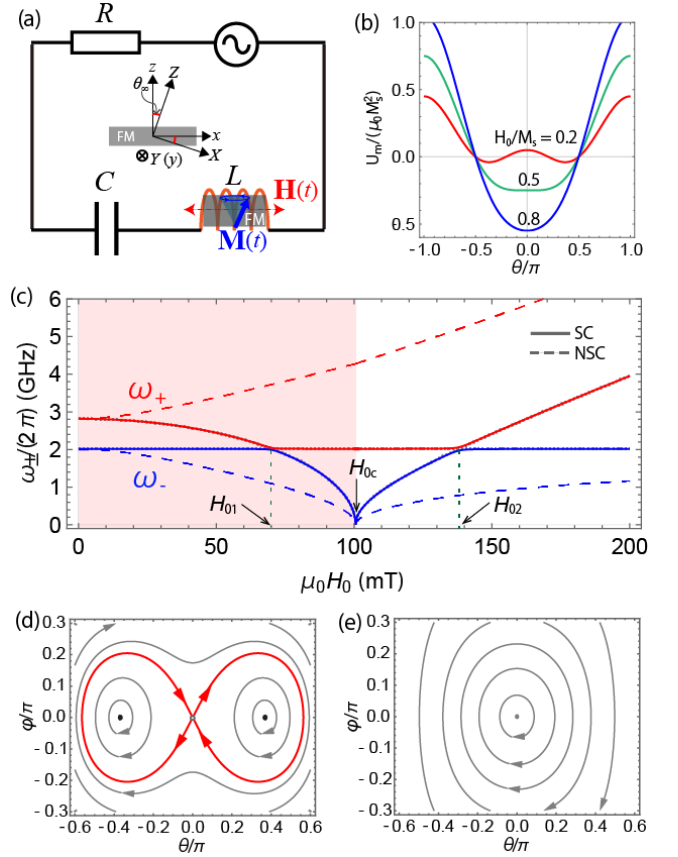 (a)
R
z
Z
θ∞
FM
x
Y(y)
X
C
L
H(t)
FM
M(t)
(b)
U_m/(μ₀M_s²)
1.0
0.5
0.0
0.5
H₀/M_s = 0.2
0.5
0.8
-1.0 -0.5 0.0 0.5 1.0
θ/π
(c)
ω±/(2π) (GHz)
6
5
4
3
2
1
0
ω₊
ω₋
SC
NSC
H₀₁
H₀c
H₀₂
0 50 100 150 200
μ₀H₀ (mT)
(d)
φ/π
0.3
0.2
0.1
0.0
-0.1
-0.2
-0.3
-0.6 -0.4 -0.2 0.0 0.2 0.4 0.6
θ/π
(e)
φ/π
0.3
0.2
0.1
0.0
-0.1
-0.2
-0.3
-0.6 -0.4 -0.2 0.0 0.2 0.4 0.6
θ/π